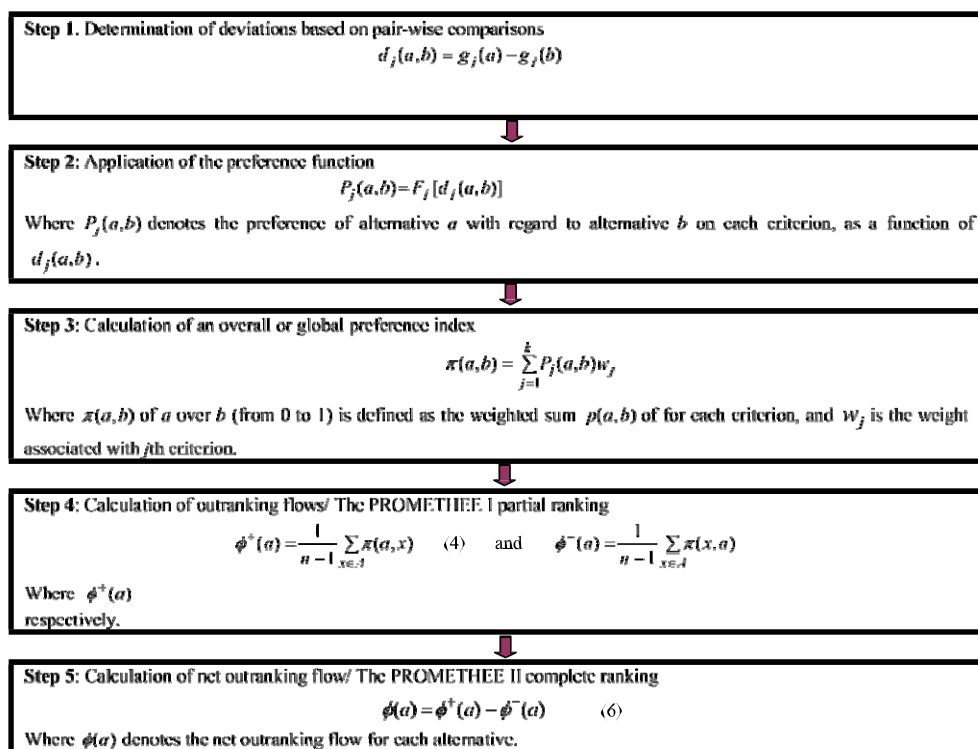 Step 1. Determination of deviations based on pair-wise comparisons
d_j(a,b) = g_j(a) − g_j(b)
Step 2: Application of the preference function
P_j(a,b) = F_j[d_j(a,b)]
Where P_j(a,b) denotes the preference of alternative a with regard to alternative b on each criterion, as a function of
d_j(a,b).
Step 3: Calculation of an overall or global preference index
π(a,b) = ∑_{j=1}^{k} P_j(a,b)w_j
Where π(a,b) of a over b (from 0 to 1) is defined as the weighted sum p(a,b) of for each criterion, and w_j is the weight
associated with jth criterion.
Step 4: Calculation of outranking flows/ The PROMETHEE I partial ranking
ϕ⁺(a) = 1/(n−1) ∑_{x∈A} π(a,x) (4) and ϕ⁻(a) = 1/(n−1) ∑_{x∈A} π(x,a)
Where ϕ⁺(a)
respectively.
Step 5: Calculation of net outranking flow/ The PROMETHEE II complete ranking
ϕ(a) = ϕ⁺(a) − ϕ⁻(a) (6)
Where ϕ(a) denotes the net outranking flow for each alternative.